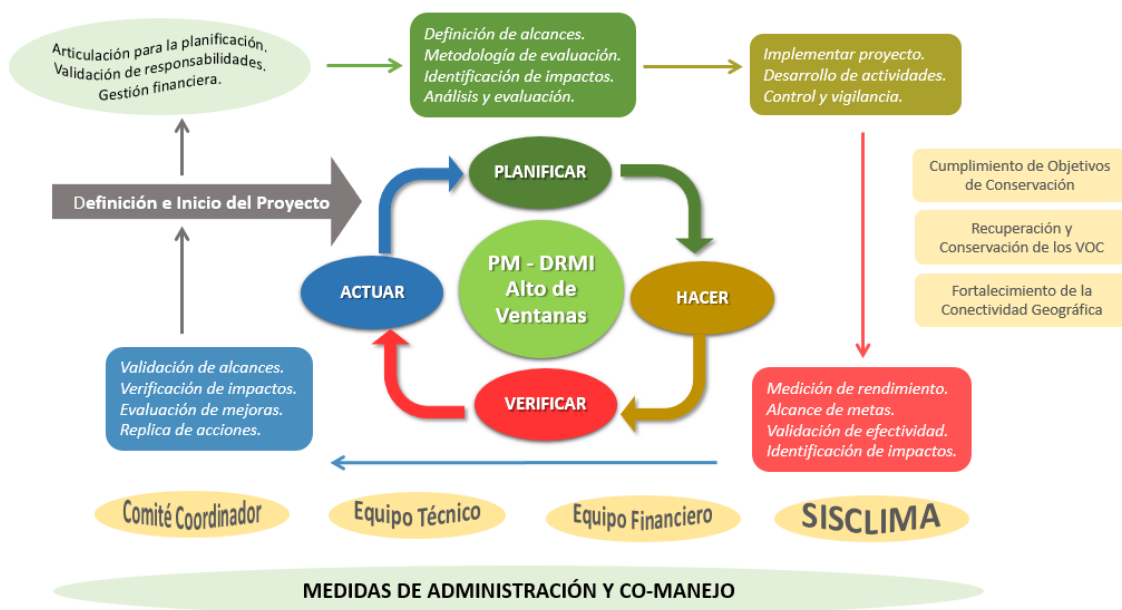 Articulación para la planificación.
Validación de responsabilidades.
Gestión financiera.
Definición de alcances.
Metodología de evaluación.
Identificación de impactos.
Análisis y evaluación.
Implementar proyecto.
Desarrollo de actividades.
Control y vigilancia.
Definición e Inicio del Proyecto
PLANIFICAR
PM - DRMI
Alto de
Ventanas
ACTUAR
HACER
VERIFICAR
Cumplimiento de Objetivos
de Conservación
Recuperación y
Conservación de los VOC
Fortalecimiento de la
Conectividad Geográfica
Validación de alcances.
Verificación de impactos.
Evaluación de mejoras.
Replica de acciones.
Medición de rendimiento.
Alcance de metas.
Validación de efectividad.
Identificación de impactos.
Comité Coordinador
Equipo Técnico
Equipo Financiero
SISCLIMA
MEDIDAS DE ADMINISTRACIÓN Y CO-MANEJO